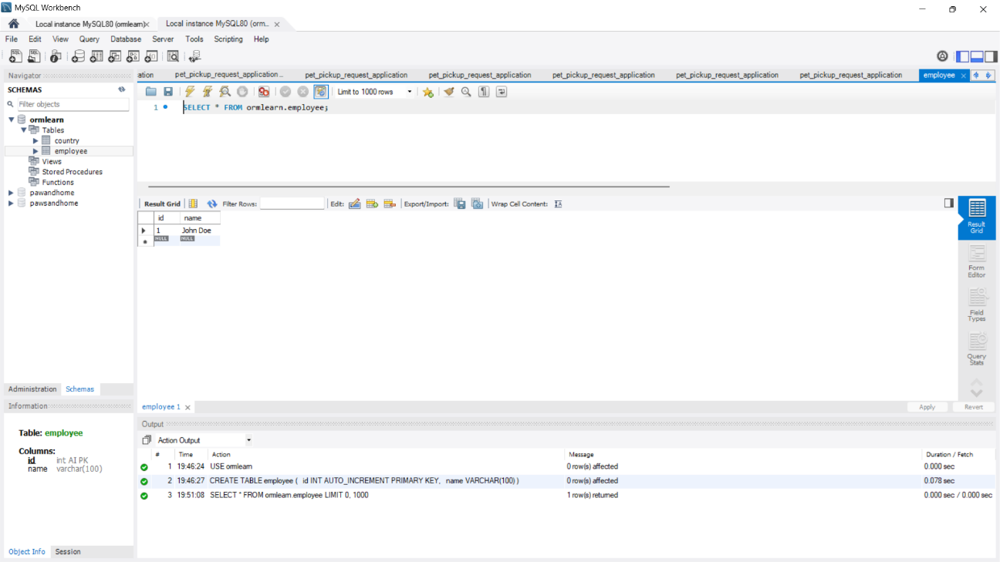 MySQL Workbench
Local instance MySQL80 (ormlearn) Local instance MySQL80 (orm...
File Edit View Query Database Server Tools Scripting Help
Navigator
ation pet_pickup_request_application... pet_pickup_request_application pet_pickup_request_application pet_pickup_request_application pet_pickup_request_application pet_pickup_request_application employee
SCHEMAS
Filter objects
ormlearn
Tables
country
employee
Views
Stored Procedures
Functions
pawandhome
pawsandhome
Limit to 1000 rows
1 SELECT * FROM ormlearn.employee;
Result Grid Filter Rows: Edit: Export/Import: Wrap Cell Content:
id name
1 John Doe
NULL NULL
Result
Grid
Form
Editor
Field
Types
Query
Stats
Administration Schemas
Information
Table: employee
Columns:
id int AI PK
name varchar(100)
Object Info Session
employee 1 Apply Revert
Output
Action Output
# Time Action Message Duration / Fetch
1 19:46:24 USE ormlearn 0 row(s) affected 0.000 sec
2 19:46:27 CREATE TABLE employee ( id INT AUTO_INCREMENT PRIMARY KEY, name VARCHAR(100) ) 0 row(s) affected 0.078 sec
3 19:51:08 SELECT * FROM ormlearn.employee LIMIT 0, 1000 1 row(s) returned 0.000 sec / 0.000 sec